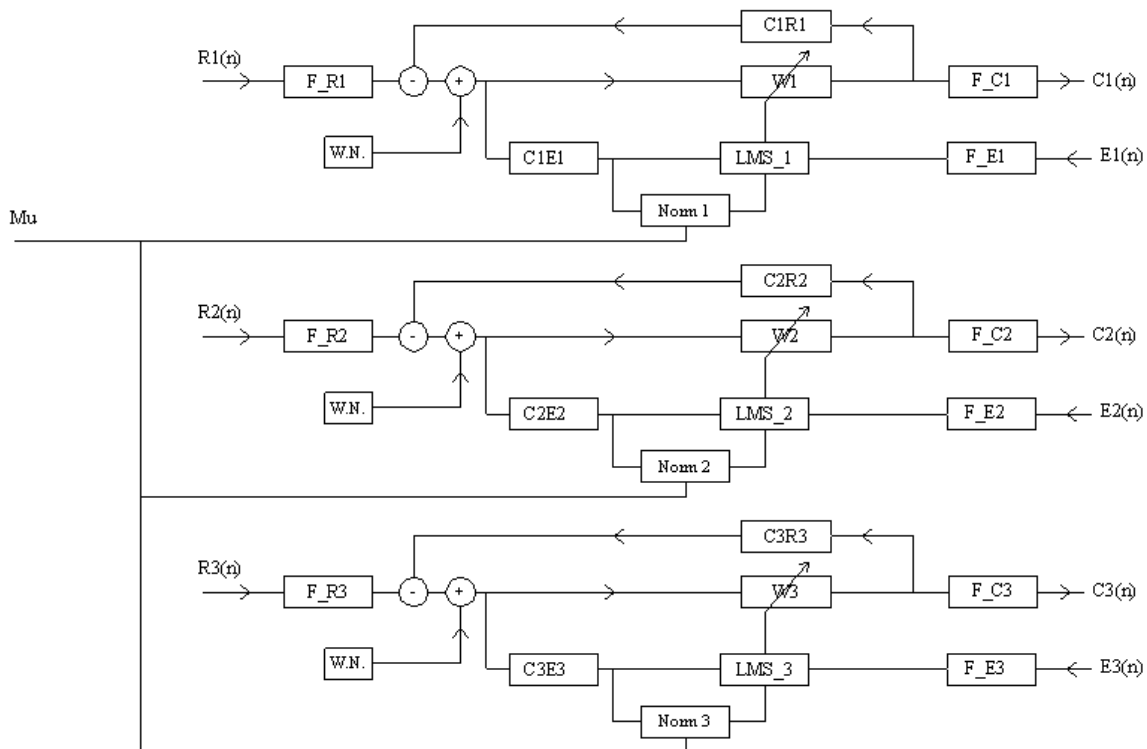 C1R1
R1(n)
F_R1
-
+
W1
F_C1
C1(n)
W.N.
C1E1
LMS_1
F_E1
E1(n)
Norm 1
Mu
C2R2
R2(n)
F_R2
-
+
W2
F_C2
C2(n)
W.N.
C2E2
LMS_2
F_E2
E2(n)
Norm 2
C3R3
R3(n)
F_R3
-
+
W3
F_C3
C3(n)
W.N.
C3E3
LMS_3
F_E3
E3(n)
Norm 3